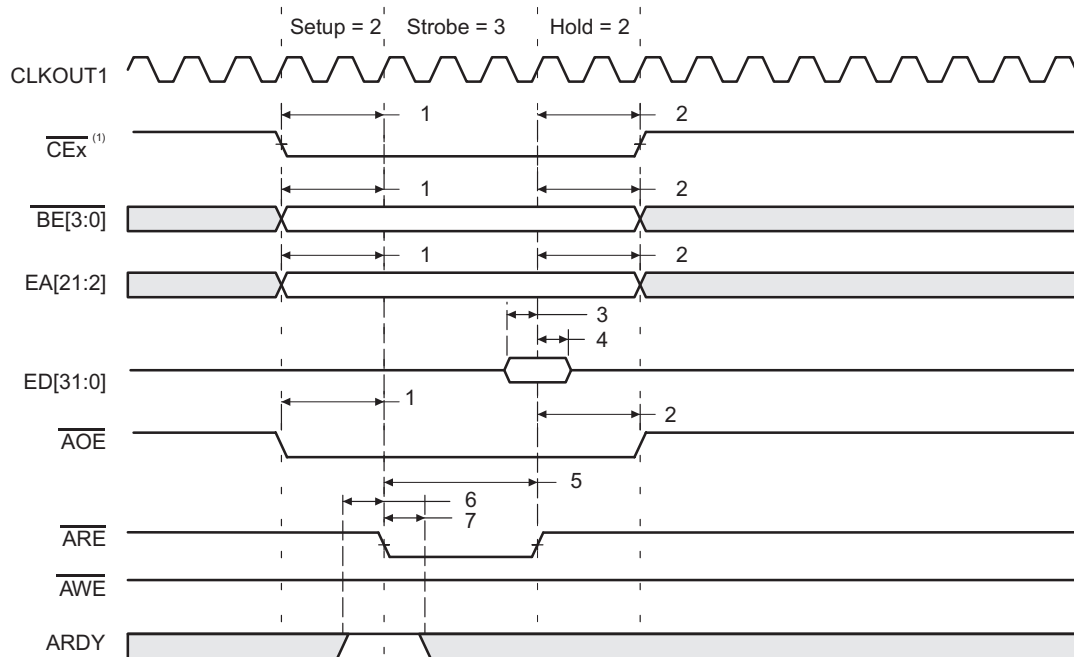 Setup = 2 Strobe = 3 Hold = 2
CLKOUT1
1 2
CEx (1)
1 2
BE[3:0]
1 2
EA[21:2]
3
4
ED[31:0]
1
2
AOE
5
6
7
ARE
AWE
ARDY